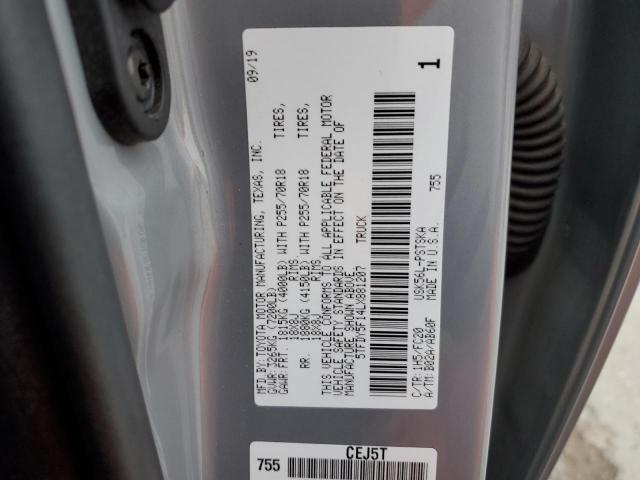 MFD. BY:TOYOTA MOTOR MANUFACTURING, TEXAS, INC. 09/19
GVWR: 3265KG (7200LB)
GAWR:FRT. 1815KG (4000LB) WITH P255/70R18 TIRES,
18X8J RIMS
RR. 1880KG (4150LB) WITH P255/70R18 TIRES,
18X8J RIMS
THIS VEHICLE CONFORMS TO ALL APPLICABLE FEDERAL MOTOR
VEHICLE SAFETY STANDARDS IN EFFECT ON THE DATE OF
MANUFACTURE SHOWN ABOVE.
5TFDY5F14LX881207 TRUCK
C/TR:1H5/FC20 USK56L-PSTSKA
A/TM:B02A/AB60F MADE IN U.S.A. 755
1
755 CEJ5T